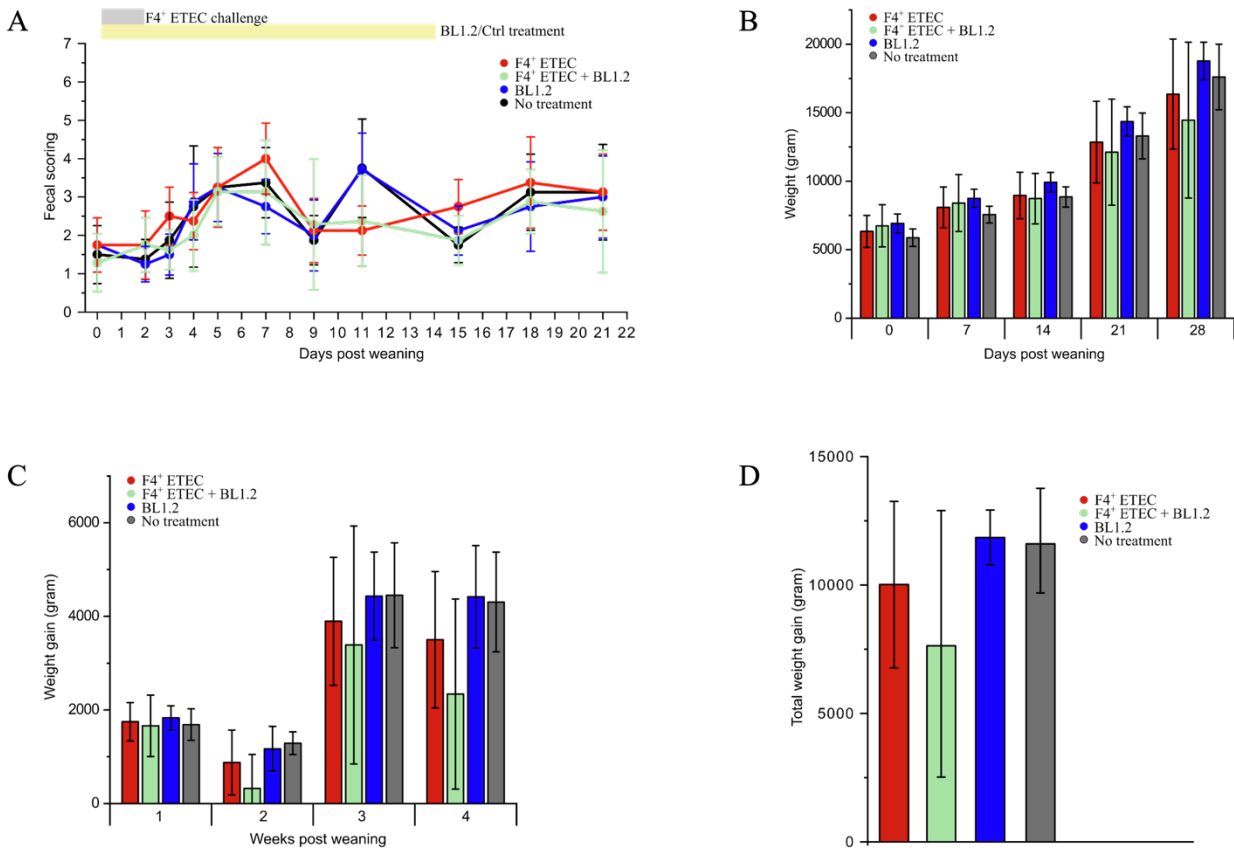 A
F4⁺ ETEC challenge
BL1.2/Ctrl treatment
F4⁺ ETEC
F4⁺ ETEC + BL1.2
BL1.2
No treatment
Fecal scoring
7
6
5
4
3
2
1
0
0 1 2 3 4 5 6 7 8 9 10 11 12 13 14 15 16 17 18 19 20 21 22
Days post weaning
B
F4⁺ ETEC
F4⁺ ETEC + BL1.2
BL1.2
No treatment
Weight (gram)
20000
15000
10000
5000
0
0 7 14 21 28
Days post weaning
C
F4⁺ ETEC
F4⁺ ETEC + BL1.2
BL1.2
No treatment
Weight gain (gram)
6000
4000
2000
0
1 2 3 4
Weeks post weaning
D
F4⁺ ETEC
F4⁺ ETEC + BL1.2
BL1.2
No treatment
Total weight gain (gram)
15000
10000
5000
0